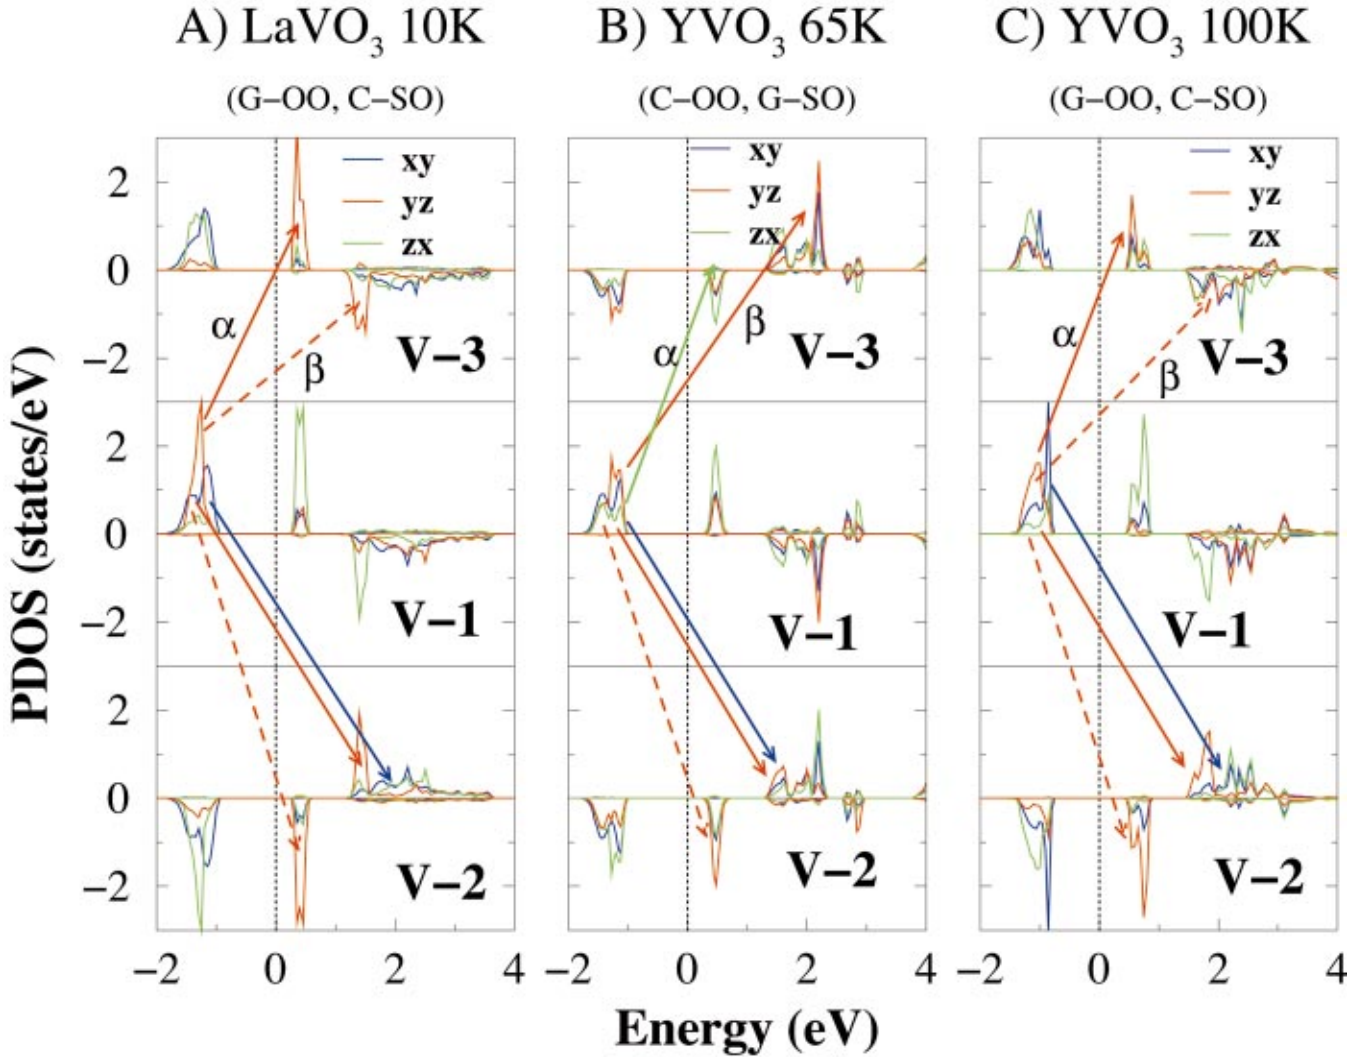 A) LaVO3 10K B) YVO3 65K C) YVO3 100K
(G–OO, C–SO) (C–OO, G–SO) (G–OO, C–SO)
PDOS (states/eV)
2 xy xy xy
yz yz yz
zx zx zx
0
α β α β α β
−2 V−3 V−3 V−3
2
0
−2 V−1 V−1 V−1
2
0
−2 V−2 V−2 V−2
−2 0 2 4 0 2 4 −2 0 2 4
Energy (eV)